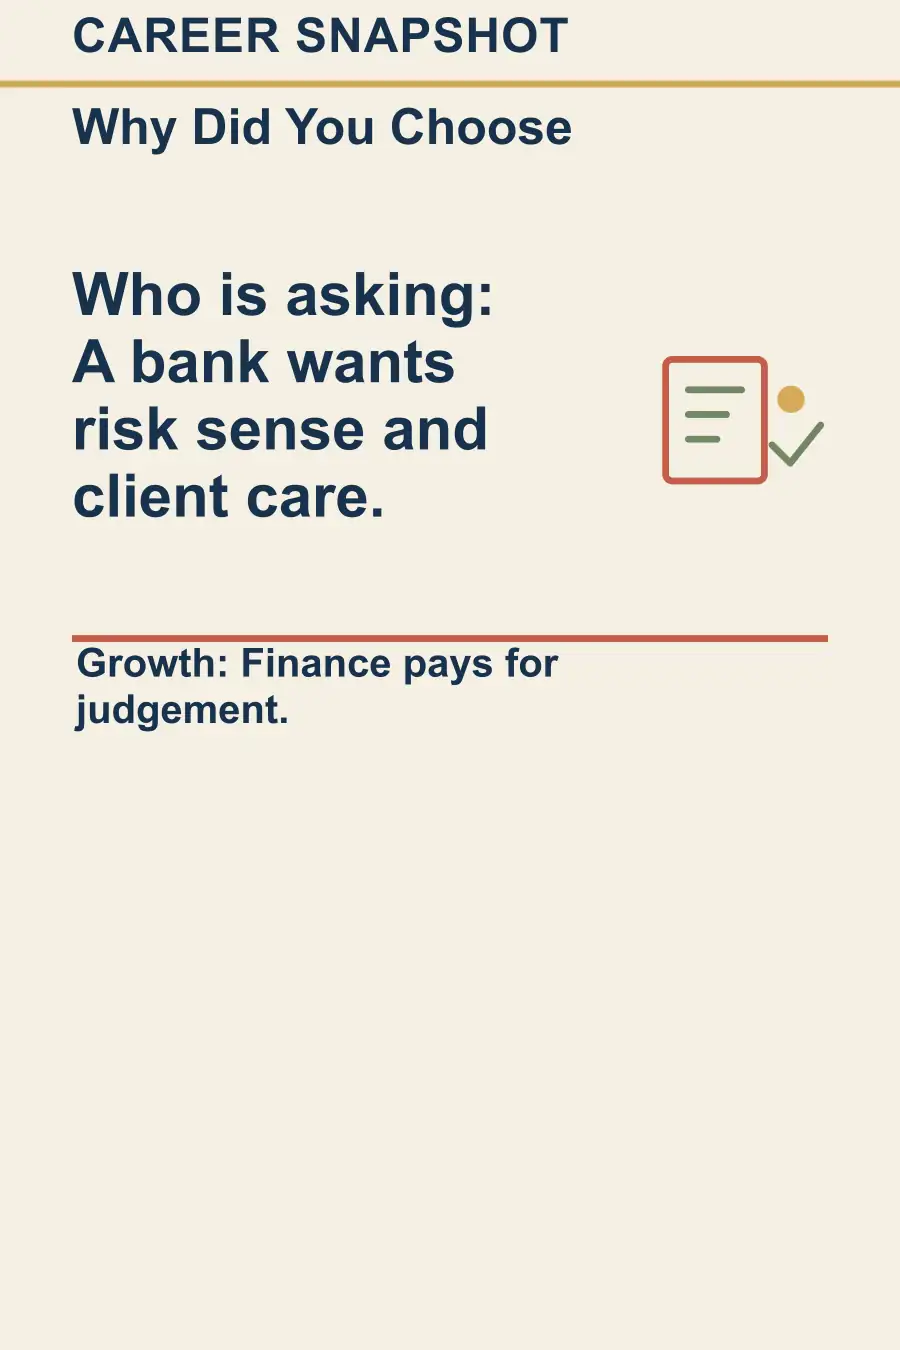 CAREER SNAPSHOT
Why Did You Choose
Who is asking:
A bank wants
risk sense and
client care.
Growth: Finance pays for
judgement.